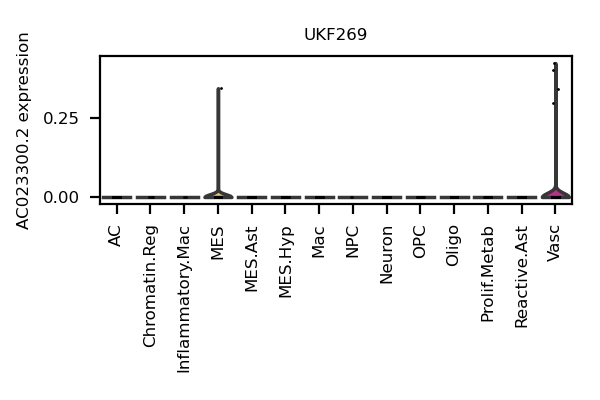 UKF269
AC023300.2 expression
0.25
0.00
AC
Chromatin.Reg
Inflammatory.Mac
MES
MES.Ast
MES.Hyp
Mac
NPC
Neuron
OPC
Oligo
Prolif.Metab
Reactive.Ast
Vasc